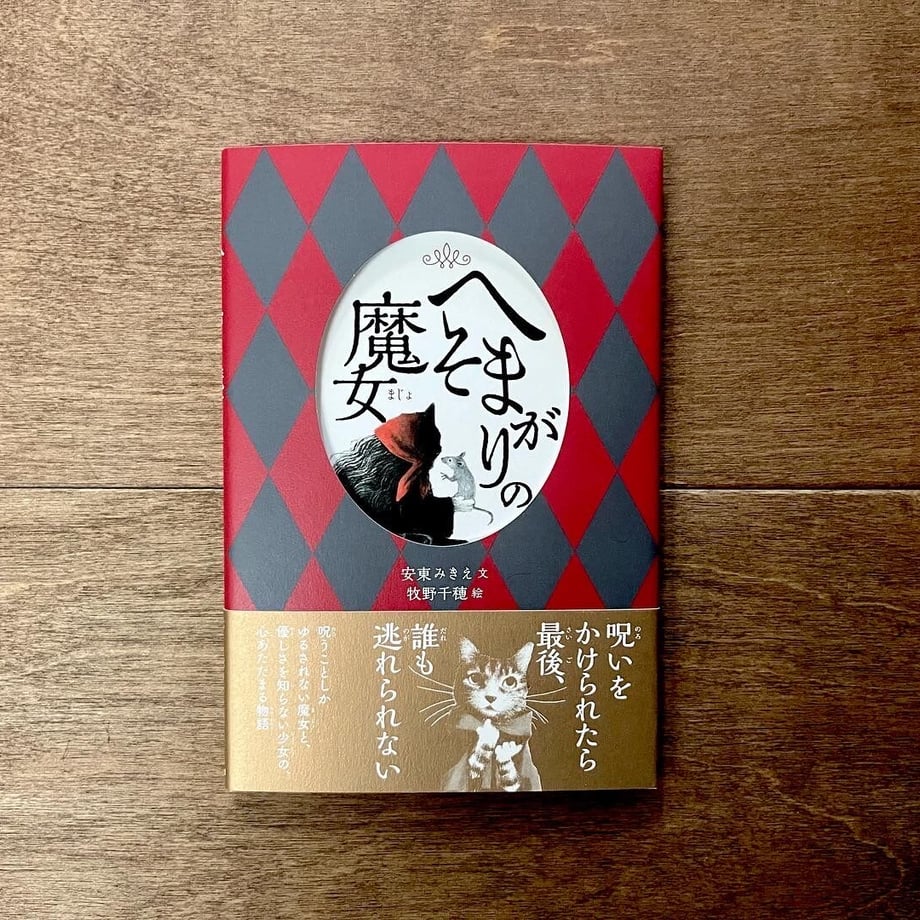 へそまがりの
魔女
まじょ
安東みきえ 文
牧野千穂 絵
呪いを
かけられたら
最後、
誰も
逃れられない
呪うことしか
ゆるされない魔女と、
優しさを知らない少女の、
心あたたまる物語